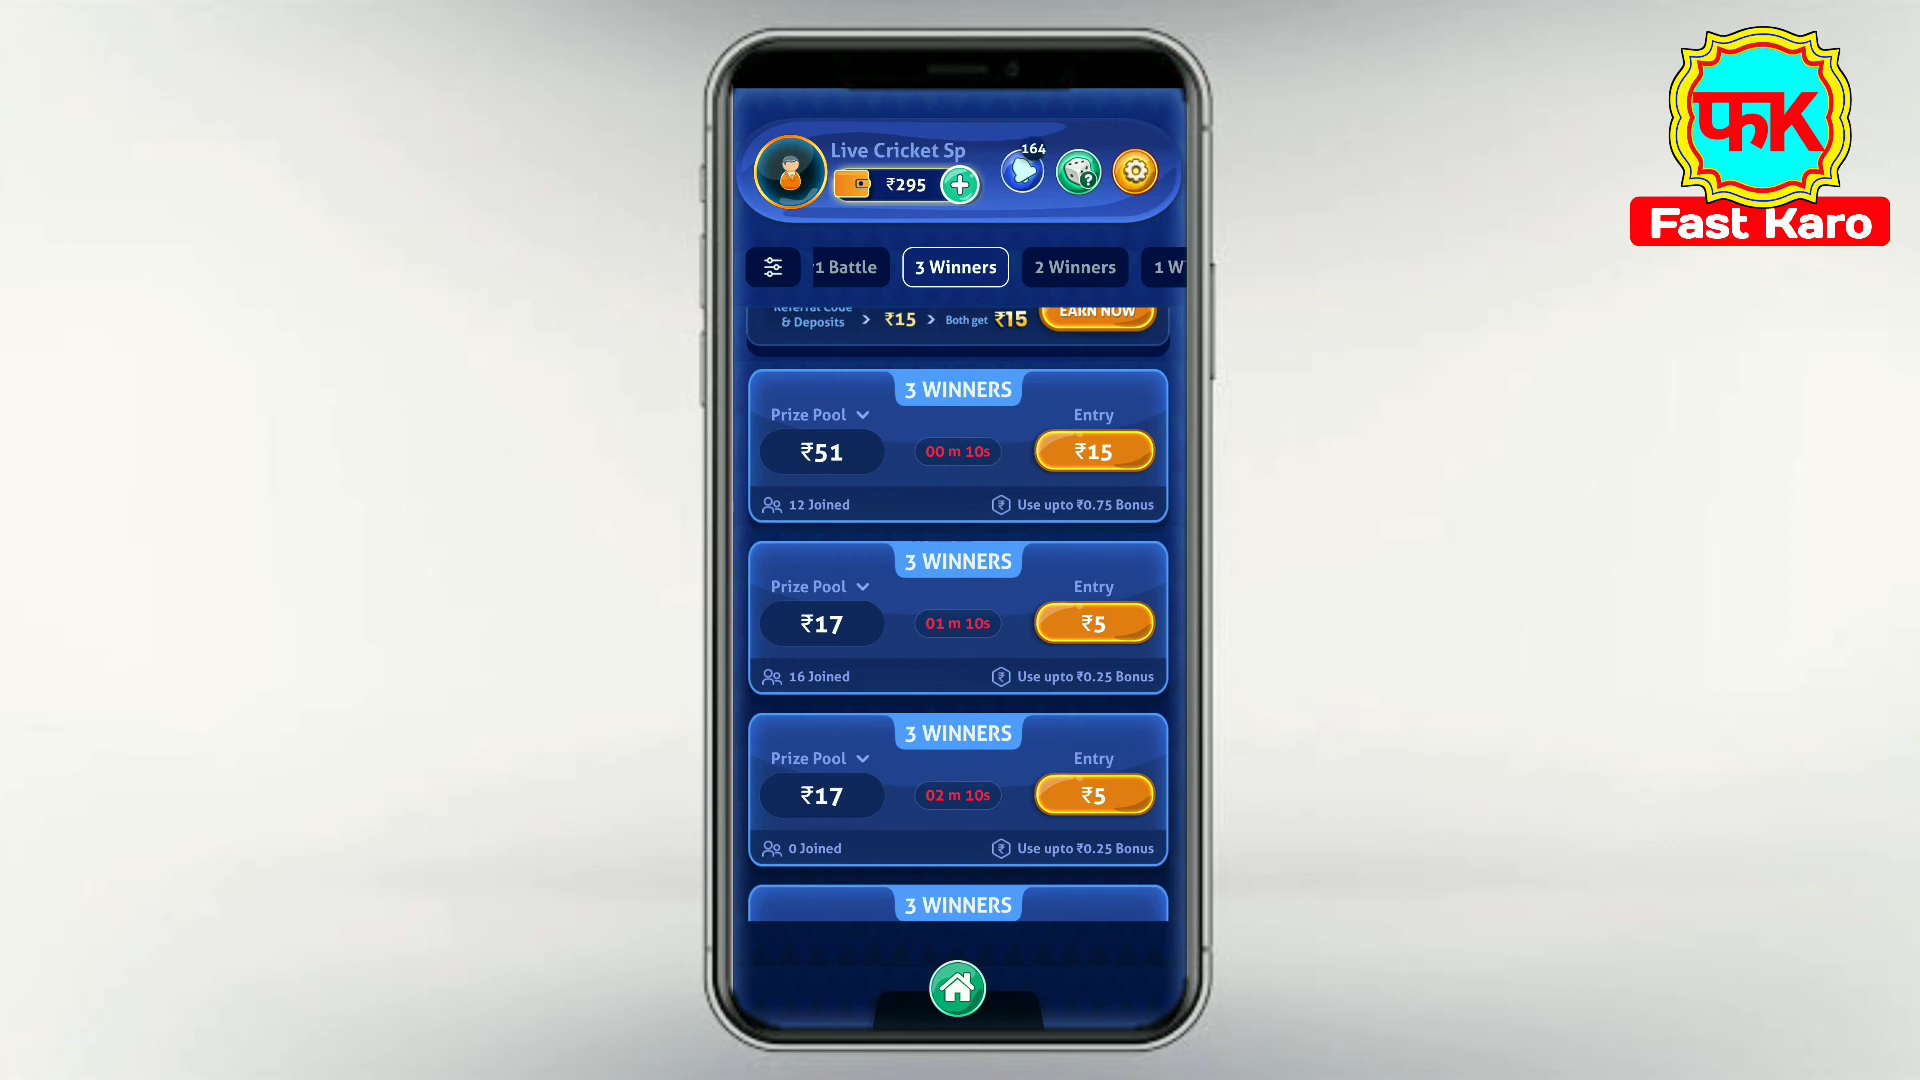 फK
Fast Karo
Live Cricket Sp
₹295
164
1 Battle
3 Winners
2 Winners
1 W
Referral Code
& Deposits > ₹15 > Both get ₹15
EARN NOW
3 WINNERS
Prize Pool
Entry
₹51
00 m 10s
₹15
12 Joined
Use upto ₹0.75 Bonus
3 WINNERS
Prize Pool
Entry
₹17
01 m 10s
₹5
16 Joined
Use upto ₹0.25 Bonus
3 WINNERS
Prize Pool
Entry
₹17
02 m 10s
₹5
0 Joined
Use upto ₹0.25 Bonus
3 WINNERS